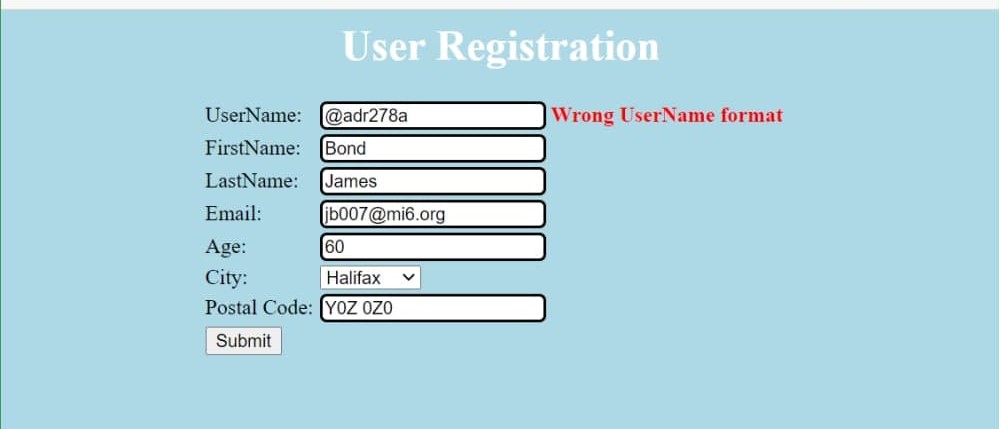 User Registration
UserName: @adr278a Wrong UserName format
FirstName: Bond
LastName: James
Email: jb007@mi6.org
Age: 60
City: Halifax
Postal Code: Y0Z 0Z0
Submit